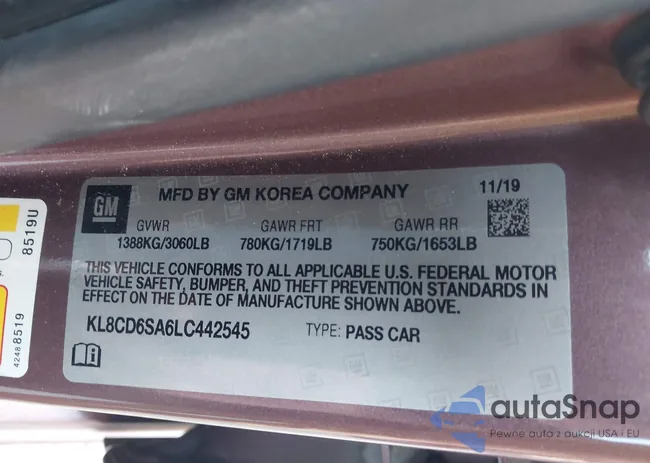 GM
MFD BY GM KOREA COMPANY
11/19
GVWR GAWR FRT GAWR RR
1388KG/3060LB 780KG/1719LB 750KG/1653LB
THIS VEHICLE CONFORMS TO ALL APPLICABLE U.S. FEDERAL MOTOR
VEHICLE SAFETY, BUMPER, AND THEFT PREVENTION STANDARDS IN
EFFECT ON THE DATE OF MANUFACTURE SHOWN ABOVE.
KL8CD6SA6LC442545 TYPE: PASS CAR
8519U
42488519
autaSnap
Pewne auta z aukcji USA i EU